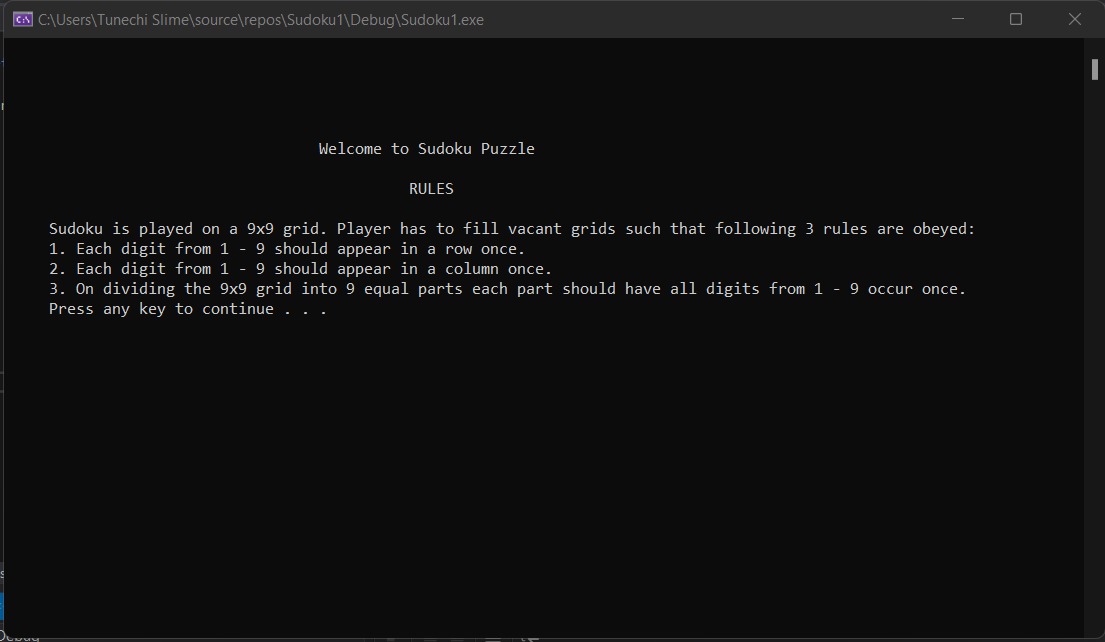 C:\Users\Tunechi Slime\source\repos\Sudoku1\Debug\Sudoku1.exe
Welcome to Sudoku Puzzle
RULES
Sudoku is played on a 9x9 grid. Player has to fill vacant grids such that following 3 rules are obeyed:
1. Each digit from 1 - 9 should appear in a row once.
2. Each digit from 1 - 9 should appear in a column once.
3. On dividing the 9x9 grid into 9 equal parts each part should have all digits from 1 - 9 occur once.
Press any key to continue . . .
Debug